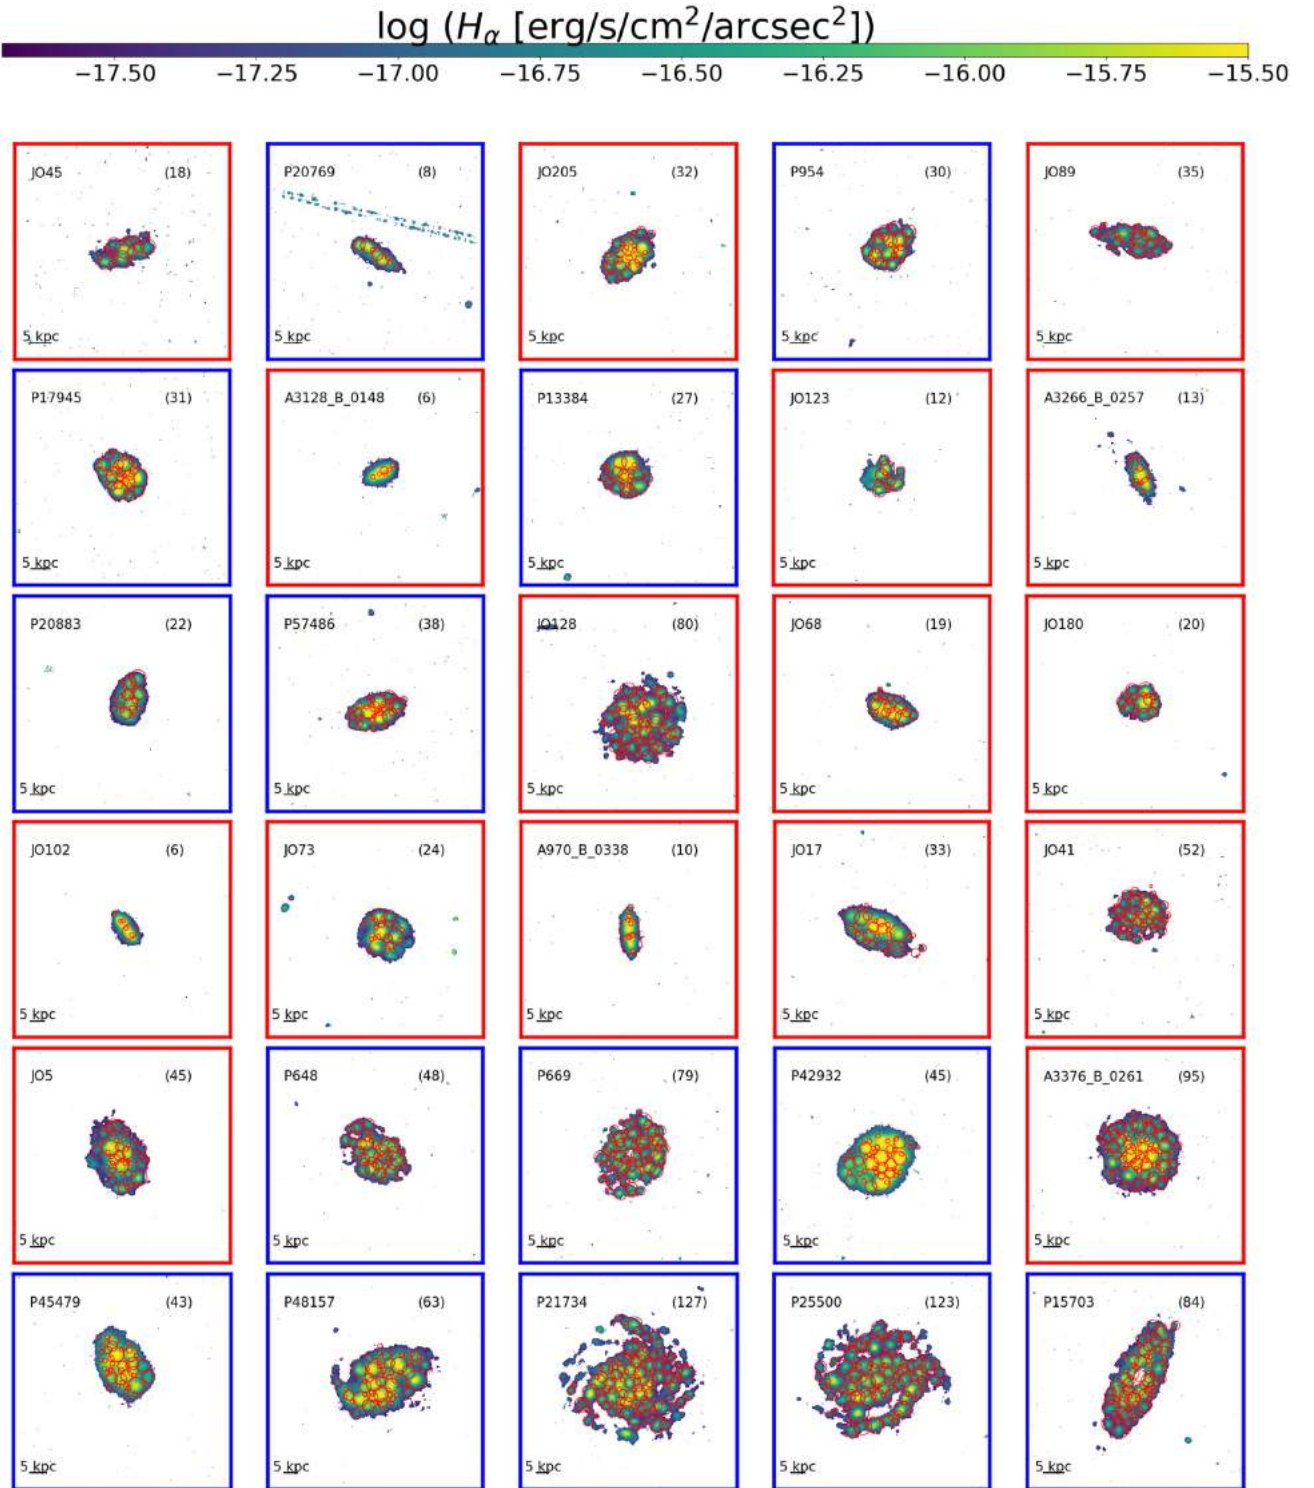 log (Hα [erg/s/cm²/arcsec²])
−17.50 −17.25 −17.00 −16.75 −16.50 −16.25 −16.00 −15.75 −15.50
JO45 (18) P20769 (8) JO205 (32) P954 (30) JO89 (35)
5 kpc 5 kpc 5 kpc 5 kpc 5 kpc
P17945 (31) A3128_B_0148 (6) P13384 (27) JO123 (12) A3266_B_0257 (13)
5 kpc 5 kpc 5 kpc 5 kpc 5 kpc
P20883 (22) P57486 (38) JO128 (80) JO68 (19) JO180 (20)
5 kpc 5 kpc 5 kpc 5 kpc 5 kpc
JO102 (6) JO73 (24) A970_B_0338 (10) JO17 (33) JO41 (52)
5 kpc 5 kpc 5 kpc 5 kpc 5 kpc
JO5 (45) P648 (48) P669 (79) P42932 (45) A3376_B_0261 (95)
5 kpc 5 kpc 5 kpc 5 kpc 5 kpc
P45479 (43) P48157 (63) P21734 (127) P25500 (123) P15703 (84)
5 kpc 5 kpc 5 kpc 5 kpc 5 kpc